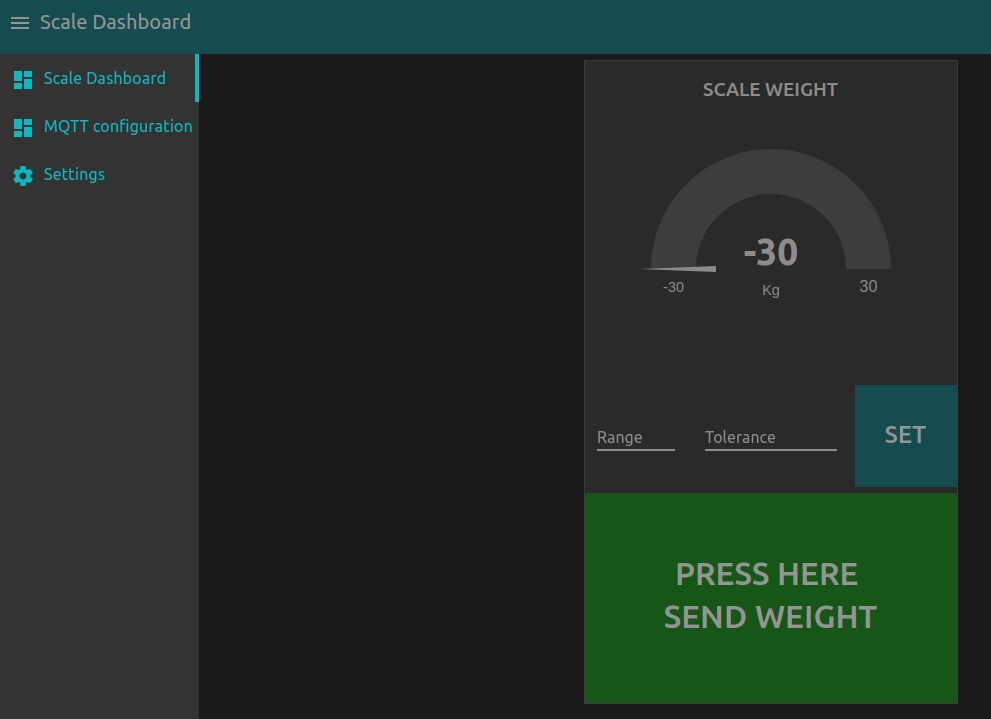 Scale Dashboard
Scale Dashboard
MQTT configuration
Settings
SCALE WEIGHT
-30
-30
Kg
30
Range
Tolerance
SET
PRESS HERE
SEND WEIGHT